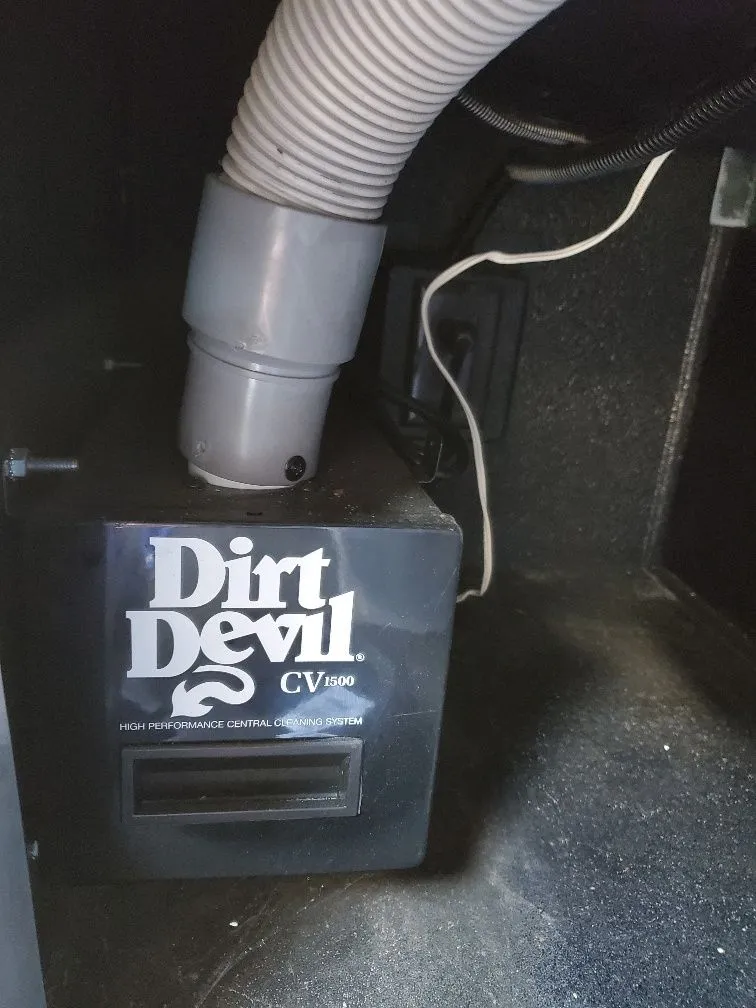 Dirt
Devil®
CV1500
HIGH PERFORMANCE CENTRAL CLEANING SYSTEM